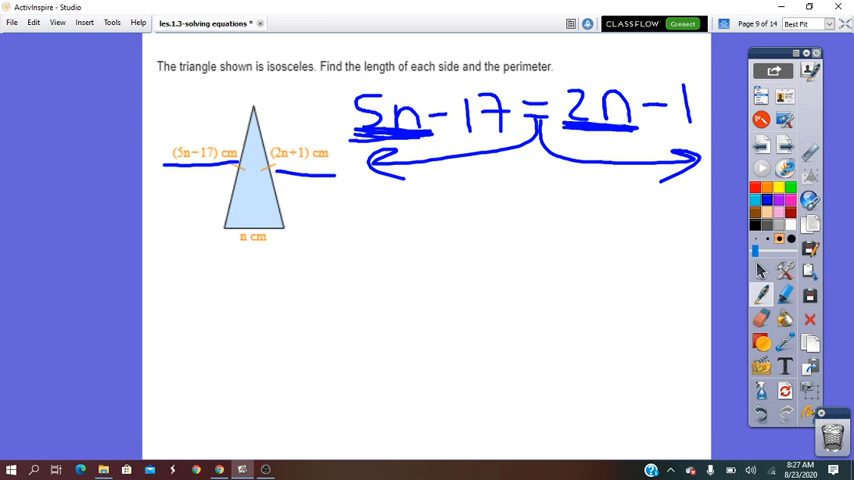 ActivInspire - Studio
File Edit View Insert Tools Help
les.1.3-solving equations *
CLASSFLOW Connect
Page 9 of 14
Best Fit
The triangle shown is isosceles. Find the length of each side and the perimeter.
5n - 17 = 2n - 1
(5n−17) cm
(2n+1) cm
n cm
T
8:27 AM
8/23/2020